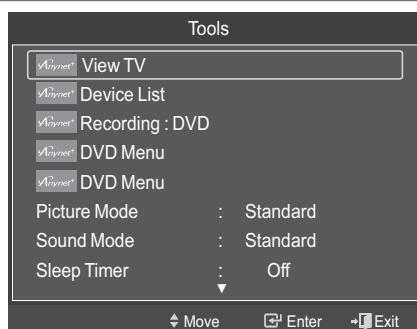 Tools
Anynet+ View TV
Anynet+ Device List
Anynet+ Recording : DVD
Anynet+ DVD Menu
Anynet+ DVD Menu
Picture Mode : Standard
Sound Mode : Standard
Sleep Timer : Off
Move Enter Exit